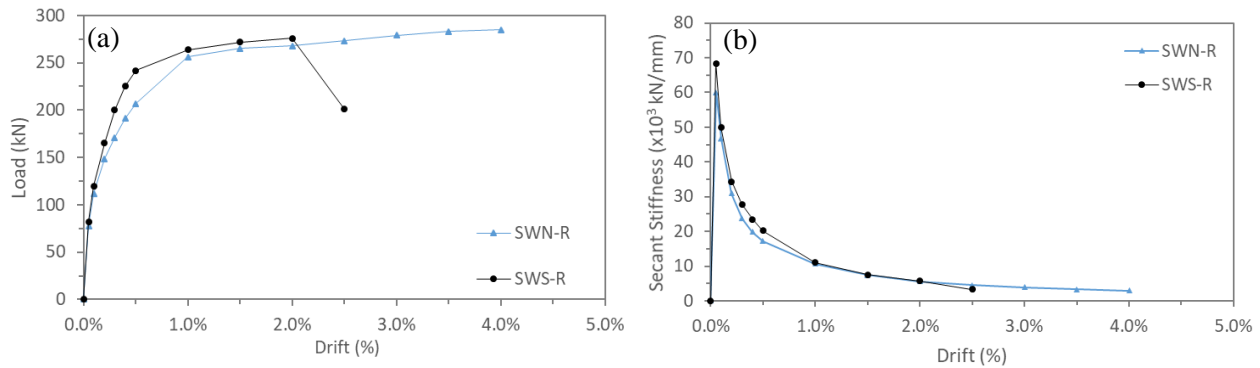 (a)
Load (kN)
300
250
200
150
100
50
0
0.0% 1.0% 2.0% 3.0% 4.0% 5.0%
Drift (%)
SWN-R
SWS-R
(b)
Secant Stiffness (x10³ kN/mm)
80
70
60
50
40
30
20
10
0
0.0% 1.0% 2.0% 3.0% 4.0% 5.0%
Drift (%)
SWN-R
SWS-R